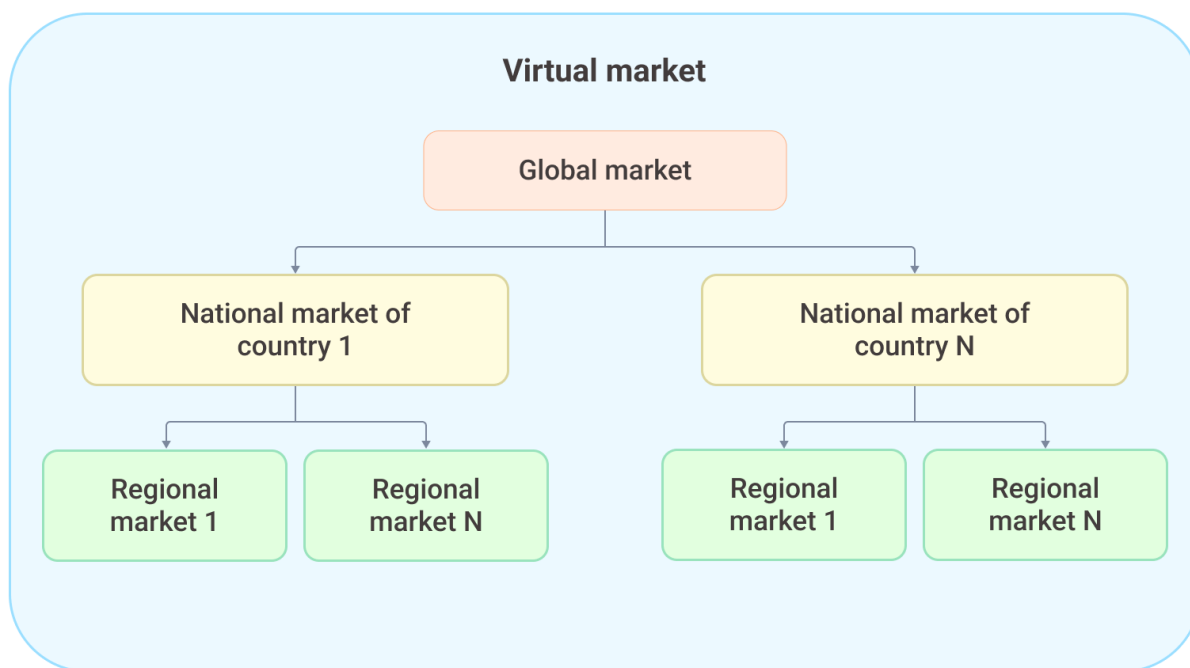 Virtual market
Global market
National market of
country 1
National market of
country N
Regional
market 1
Regional
market N
Regional
market 1
Regional
market N